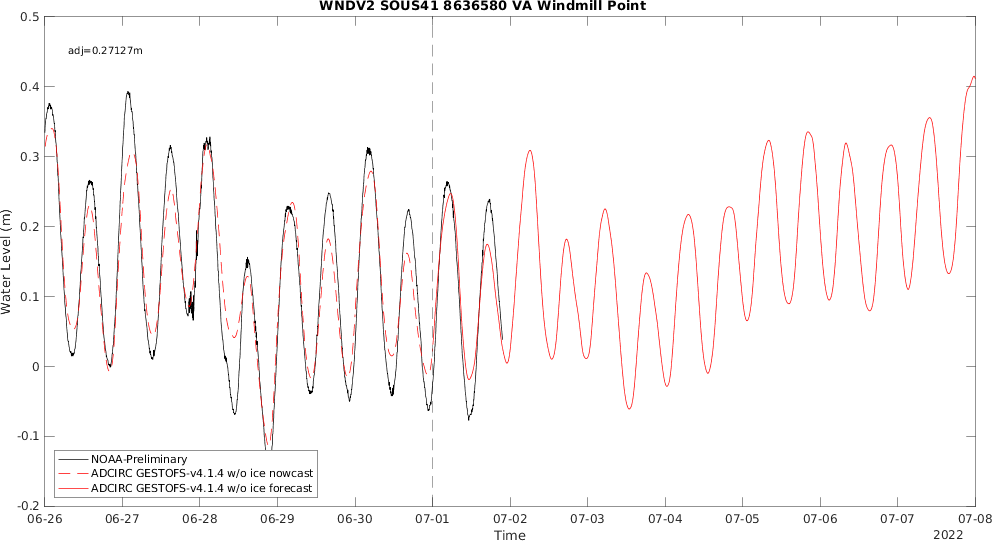 WNDV2 SOUS41 8636580 VA Windmill Point
adj=0.27127m
Water Level (m)
0.5
0.4
0.3
0.2
0.1
0
-0.1
-0.2
NOAA-Preliminary
ADCIRC GESTOFS-v4.1.4 w/o ice nowcast
ADCIRC GESTOFS-v4.1.4 w/o ice forecast
06-26 06-27 06-28 06-29 06-30 07-01 07-02 07-03 07-04 07-05 07-06 07-07 07-08
Time
2022